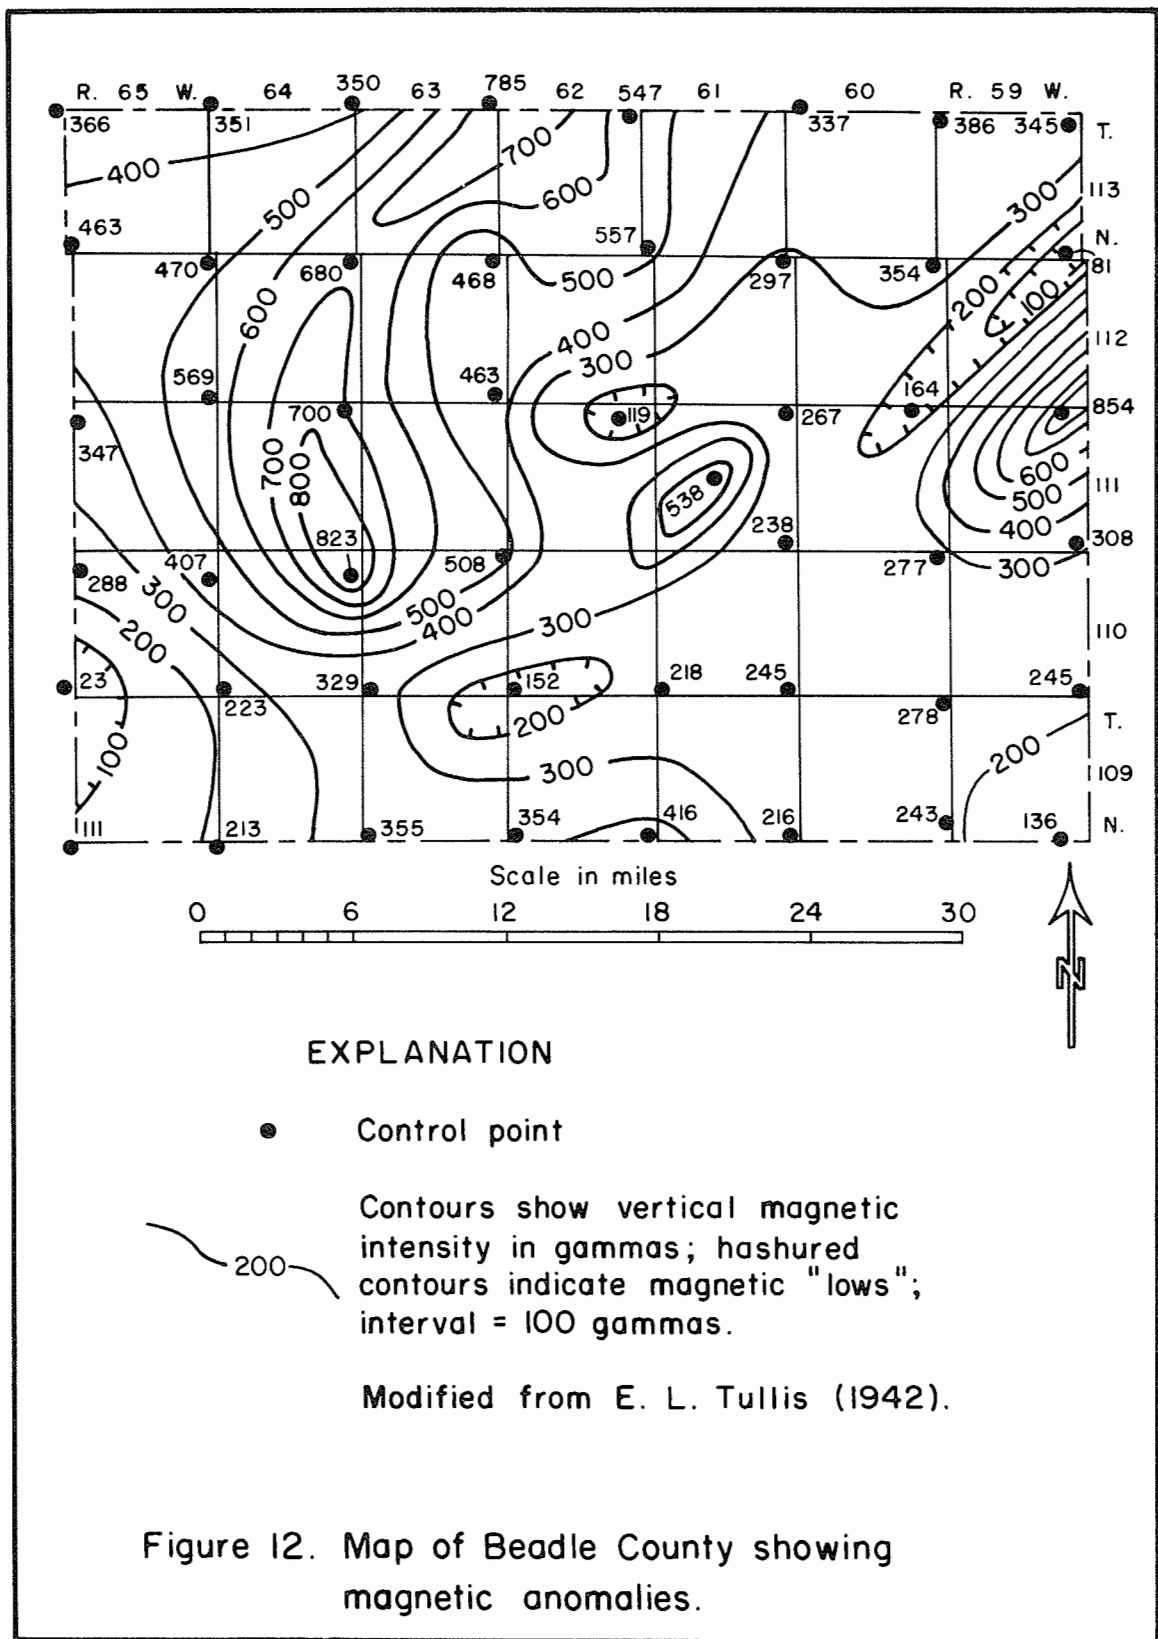 R. 65 W. 64 350 63 785 62 547 61 60 R. 59 W.
366 351 337 386 345 T.
400 700 113
500 600 300
463 557 N.
470 680 468 500 297 354 81
600 200 100
400 112
300
569 463 164
700 119 267 854
347 700 800 538 600
500 111
823 238 400
407 508 308
288 300 277 300
200 500
400 300 110
23 329 152 218 245 245
223 200 278 T.
100 300 200 109
111 213 355 354 416 216 243 136 N.
Scale in miles
0 6 12 18 24 30
N
EXPLANATION
Control point
Contours show vertical magnetic
intensity in gammas; hashured
200
contours indicate magnetic "lows";
interval = 100 gammas.
Modified from E. L. Tullis (1942).
Figure 12. Map of Beadle County showing
magnetic anomalies.